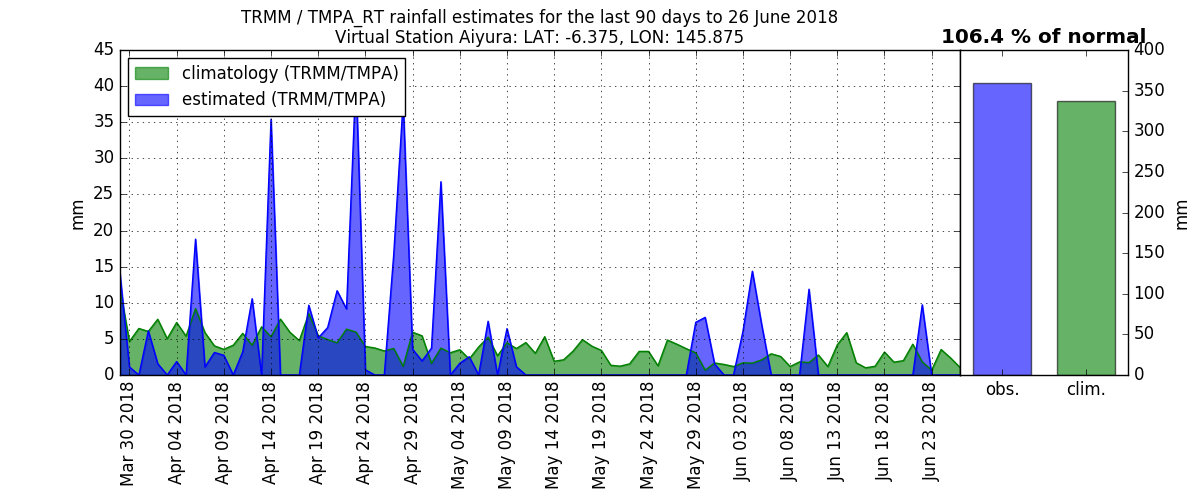 TRMM / TMPA_RT rainfall estimates for the last 90 days to 26 June 2018
Virtual Station Aiyura: LAT: -6.375, LON: 145.875
106.4 % of normal
climatology (TRMM/TMPA)
estimated (TRMM/TMPA)
45
40
35
30
25
20
15
10
5
0
mm
Mar 30 2018
Apr 04 2018
Apr 09 2018
Apr 14 2018
Apr 19 2018
Apr 24 2018
Apr 29 2018
May 04 2018
May 09 2018
May 14 2018
May 19 2018
May 24 2018
May 29 2018
Jun 03 2018
Jun 08 2018
Jun 13 2018
Jun 18 2018
Jun 23 2018
400
350
300
250
200
150
100
50
0
mm
obs.
clim.